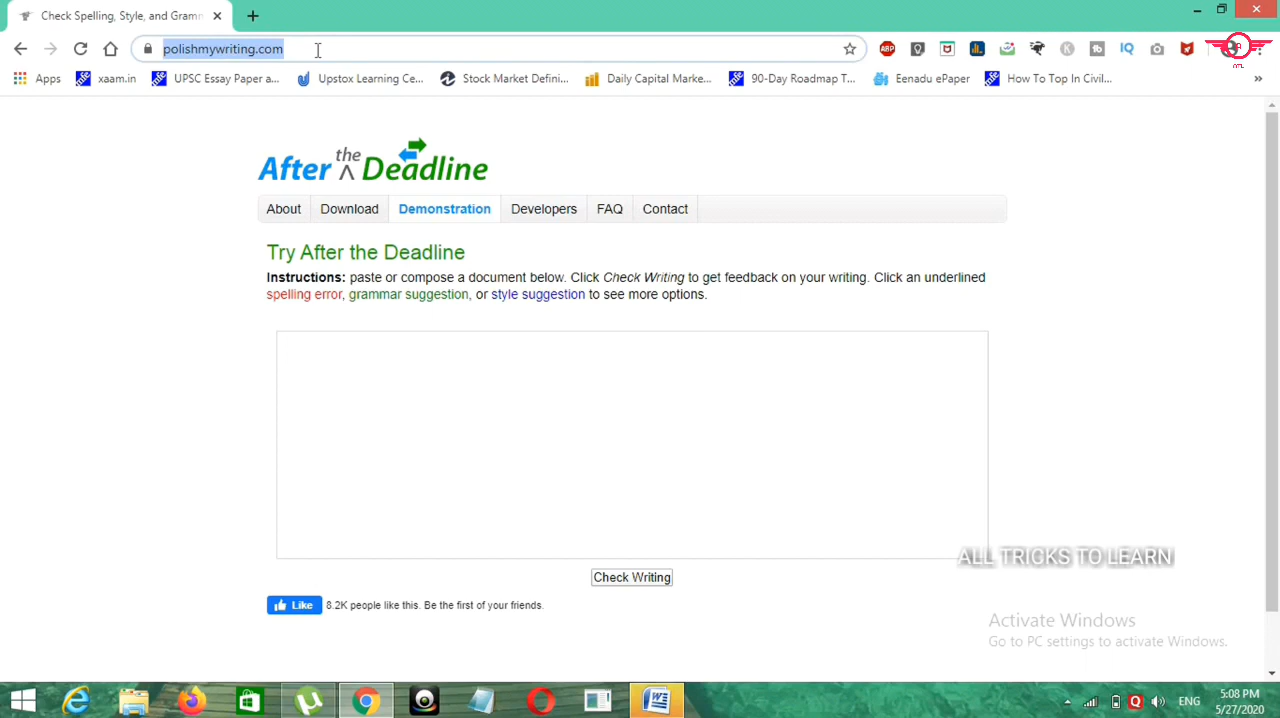 Check Spelling, Style, and Gramm
polishmywriting.com
ABP
K
tb
IQ
Apps
xaam.in
UPSC Essay Paper a...
Upstox Learning Ce...
Stock Market Defini...
Daily Capital Marke...
90-Day Roadmap T...
Eenadu ePaper
How To Top In Civil...
»
After the Deadline
About
Download
Demonstration
Developers
FAQ
Contact
Try After the Deadline
Instructions: paste or compose a document below. Click Check Writing to get feedback on your writing. Click an underlined
spelling error, grammar suggestion, or style suggestion to see more options.
ALL TRICKS TO LEARN
Check Writing
Like 8.2K people like this. Be the first of your friends.
Activate Windows
Go to PC settings to activate Windows.
ENG
5:08 PM
5/27/2020